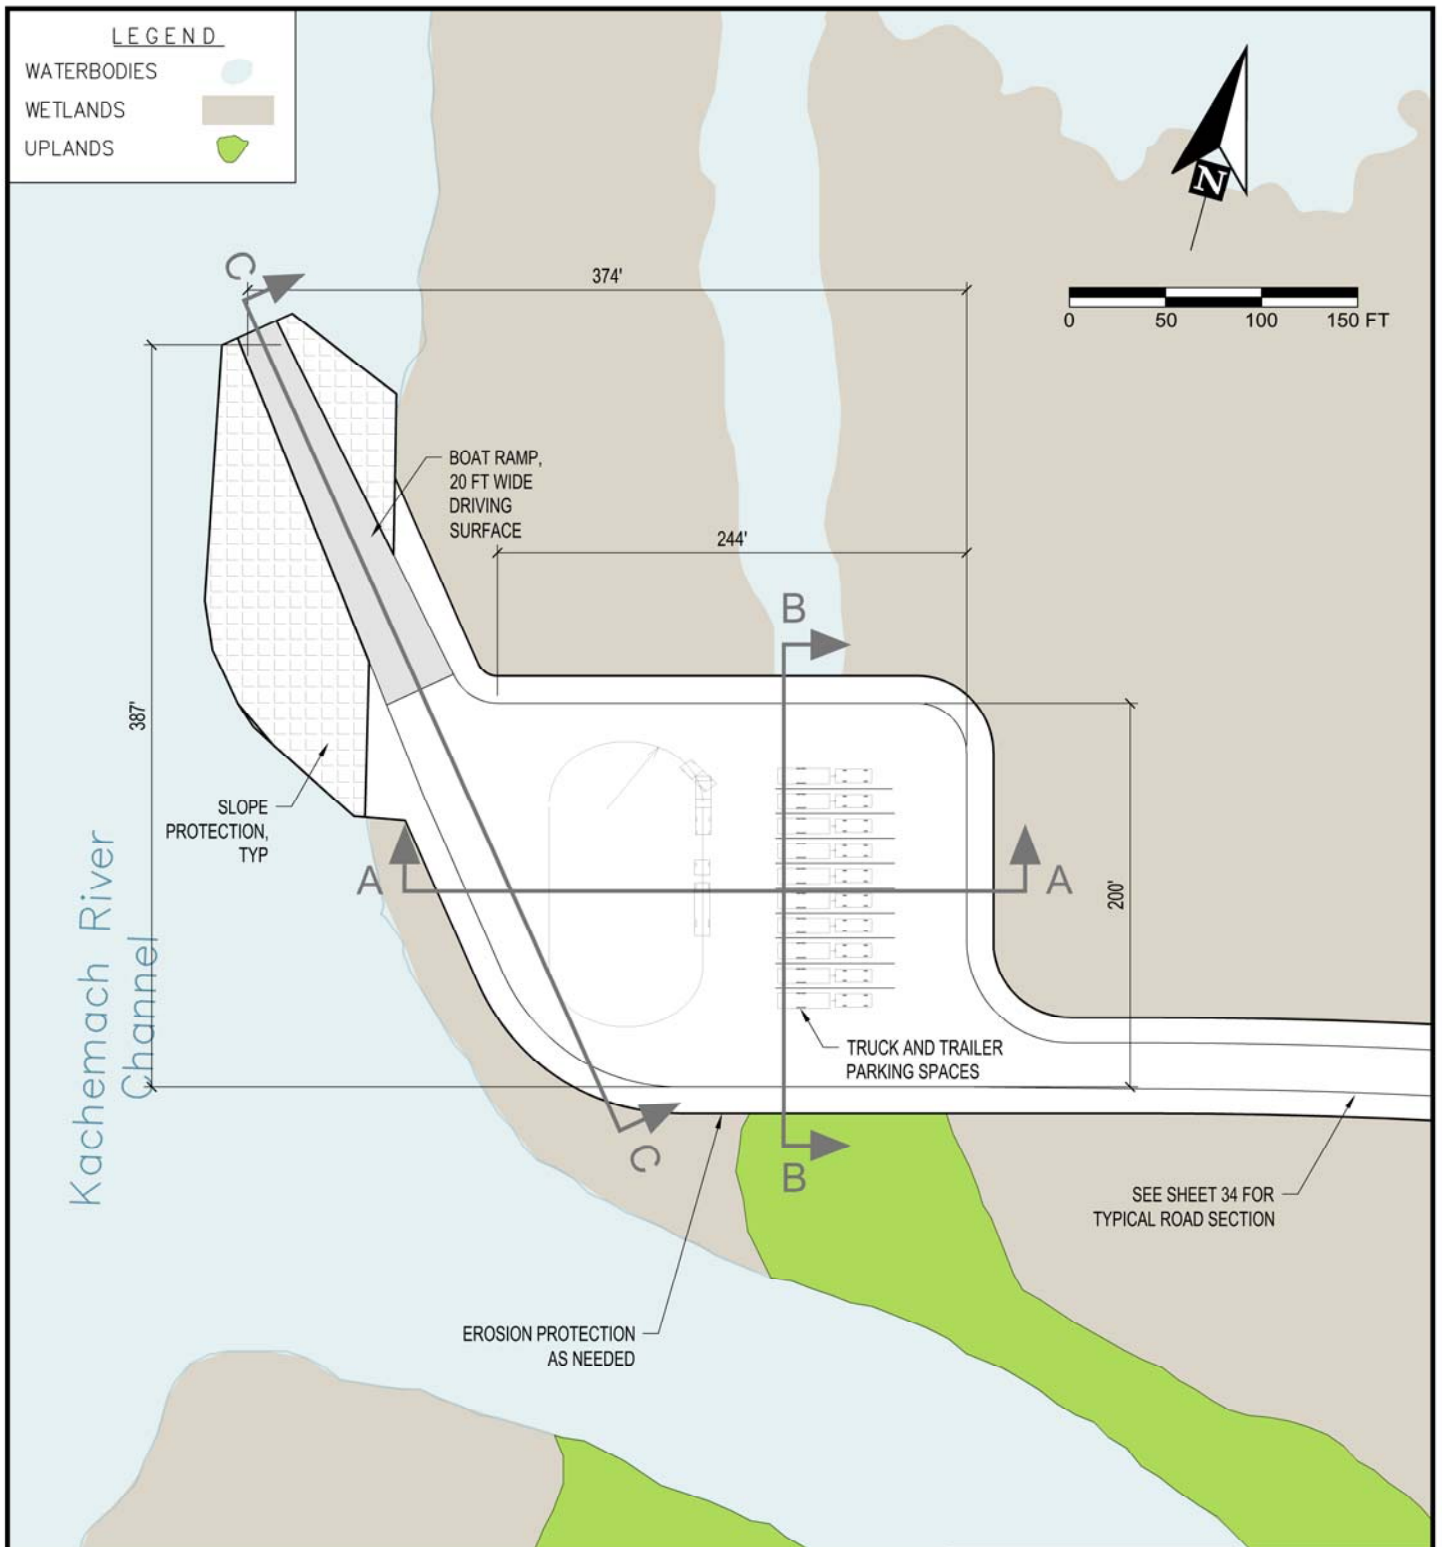 LEGEND
WATERBODIES
WETLANDS
UPLANDS
N
0 50 100 150 FT
C
374'
BOAT RAMP,
20 FT WIDE
DRIVING
SURFACE
244'
B
387'
SLOPE
PROTECTION,
TYP
A
A
200'
Kachemach River
Channel
TRUCK AND TRAILER
PARKING SPACES
C
B
SEE SHEET 34 FOR
TYPICAL ROAD SECTION
EROSION PROTECTION
AS NEEDED